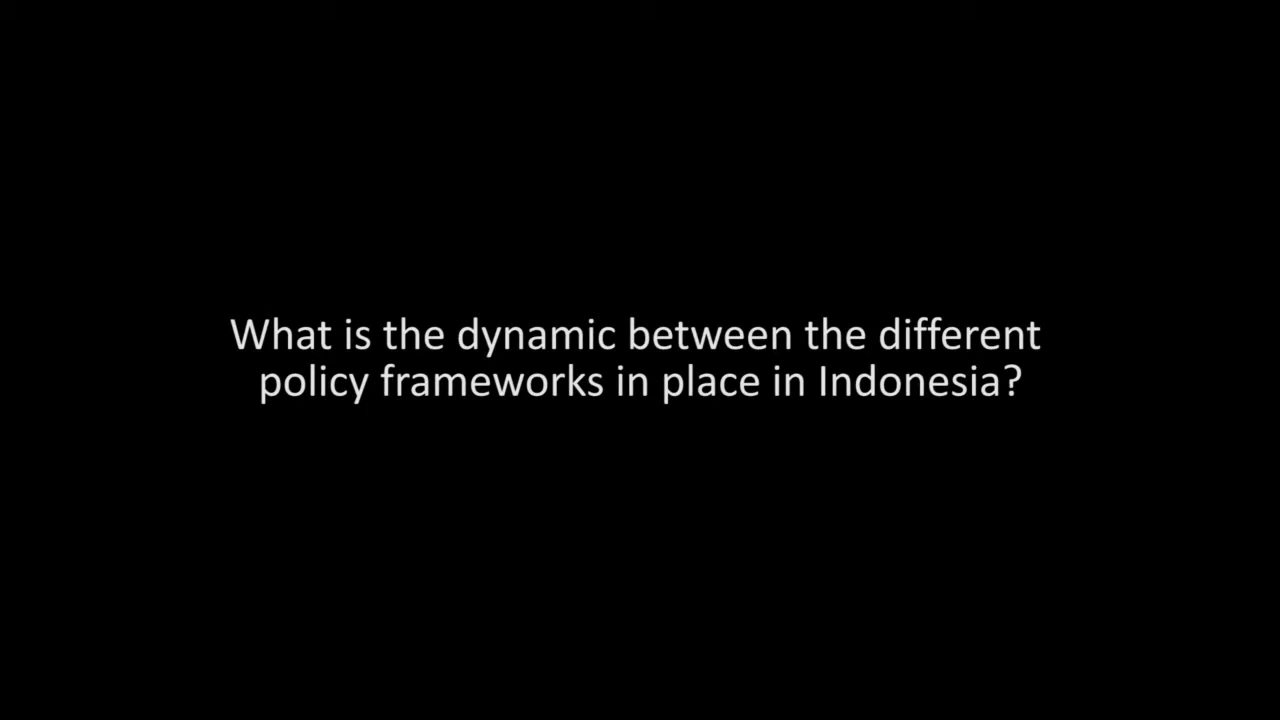 What is the dynamic between the different
policy frameworks in place in Indonesia?